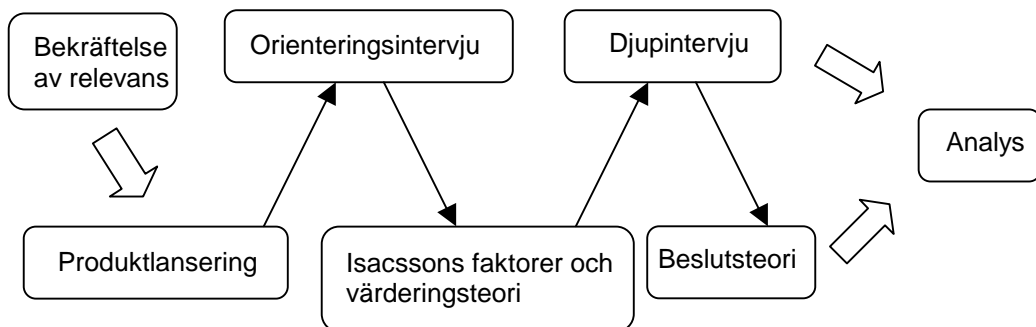 Bekräftelse
av relevans
Orienteringsintervju
Djupintervju
Analys
Produktlansering
Isacssons faktorer och
värderingsteori
Beslutsteori